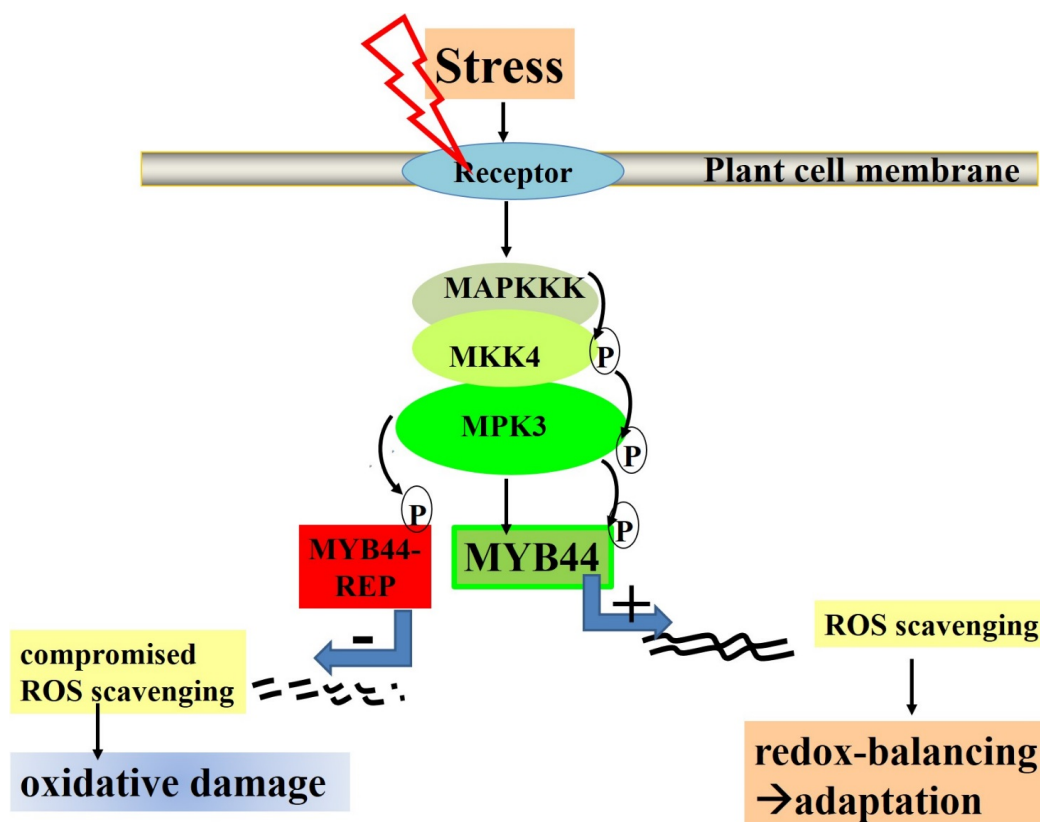 Stress
Receptor
Plant cell membrane
MAPKKK
P
MKK4
MPK3
P
P
P
MYB44-
REP
MYB44
+
-
ROS scavenging
compromised
ROS scavenging
oxidative damage
redox-balancing
→adaptation